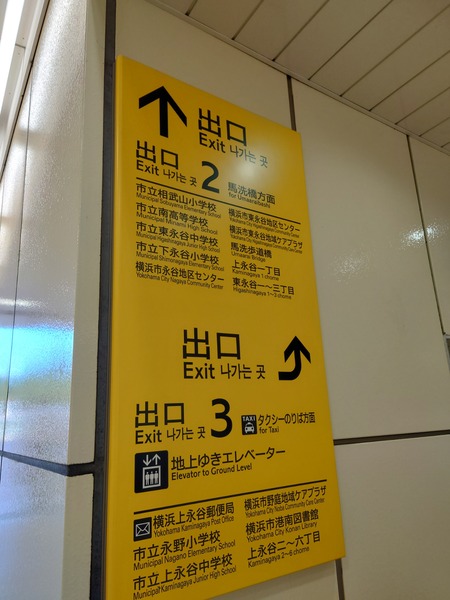 出口
Exit 나가는 곳
出口
Exit 나가는 곳
2
馬洗橋方面
for Umaaraibashi
市立相武山小学校
Municipal Sobuyama Elementary School
市立南高等学校
Municipal Minami High School
市立東永谷中学校
Municipal Higashinagaya Junior High School
市立下永谷小学校
Municipal Shimonagaya Elementary School
横浜市永谷地区センター
Yokohama City Nagaya Community Center
横浜市東永谷地区センター
Yokohama City Higashinagaya Community Center
横浜市東永谷地域ケアプラザ
馬洗歩道橋
上永谷一丁目
Kaminagaya 1 chome
東永谷一〜三丁目
Higashinagaya 1~3 chome
出口
Exit 나가는 곳
出口
Exit 나가는 곳
3
TAXI
タクシーのりば方面
for Taxi
地上ゆきエレベーター
Elevator to Ground Level
横浜上永谷郵便局
Yokohama Kaminagaya Post Office
市立永野小学校
Municipal Nagano Elementary School
市立上永谷中学校
Municipal Kaminagaya Junior High School
横浜市野庭地域ケアプラザ
Yokohama City Noba Community Care Center
横浜市港南図書館
Yokohama City Konan Library
上永谷二〜六丁目
Kaminagaya 2~6 chome